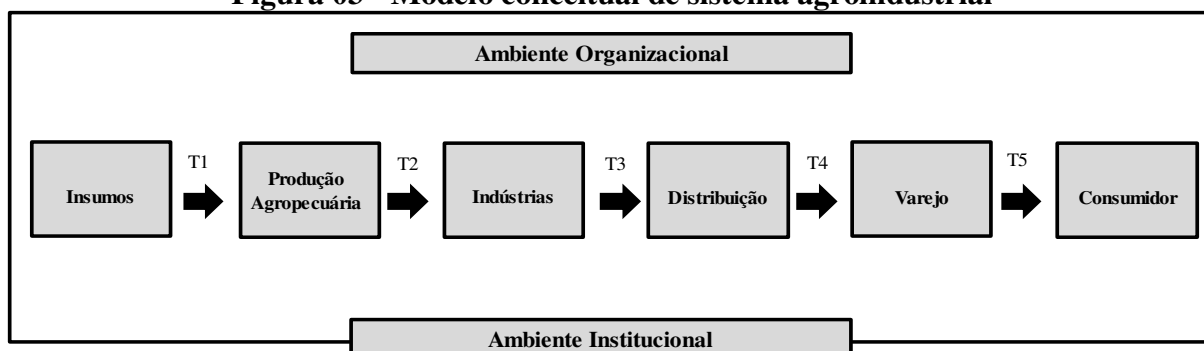 Figura 03 - Modelo conceitual de sistema agroindustrial
Ambiente Organizacional
T1
T2
T3
T4
T5
Insumos
Produção
Agropecuária
Indústrias
Distribuição
Varejo
Consumidor
Ambiente Institucional